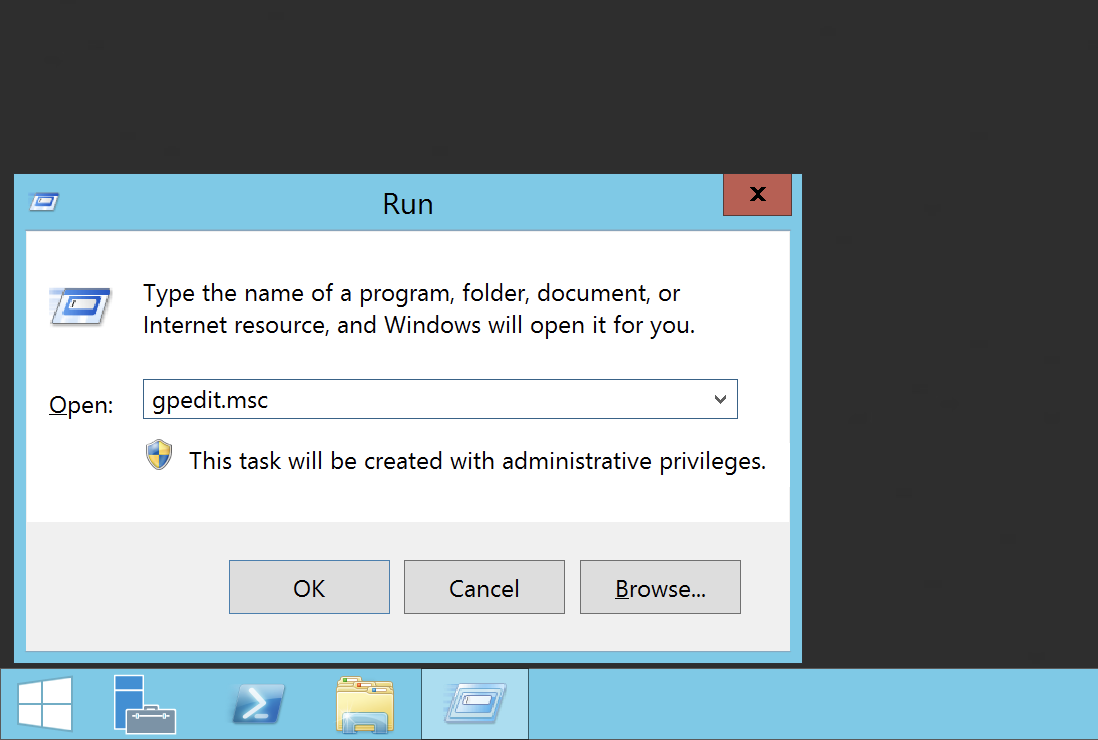 Run
x
Type the name of a program, folder, document, or
Internet resource, and Windows will open it for you.
Open:
gpedit.msc
This task will be created with administrative privileges.
OK
Cancel
Browse...